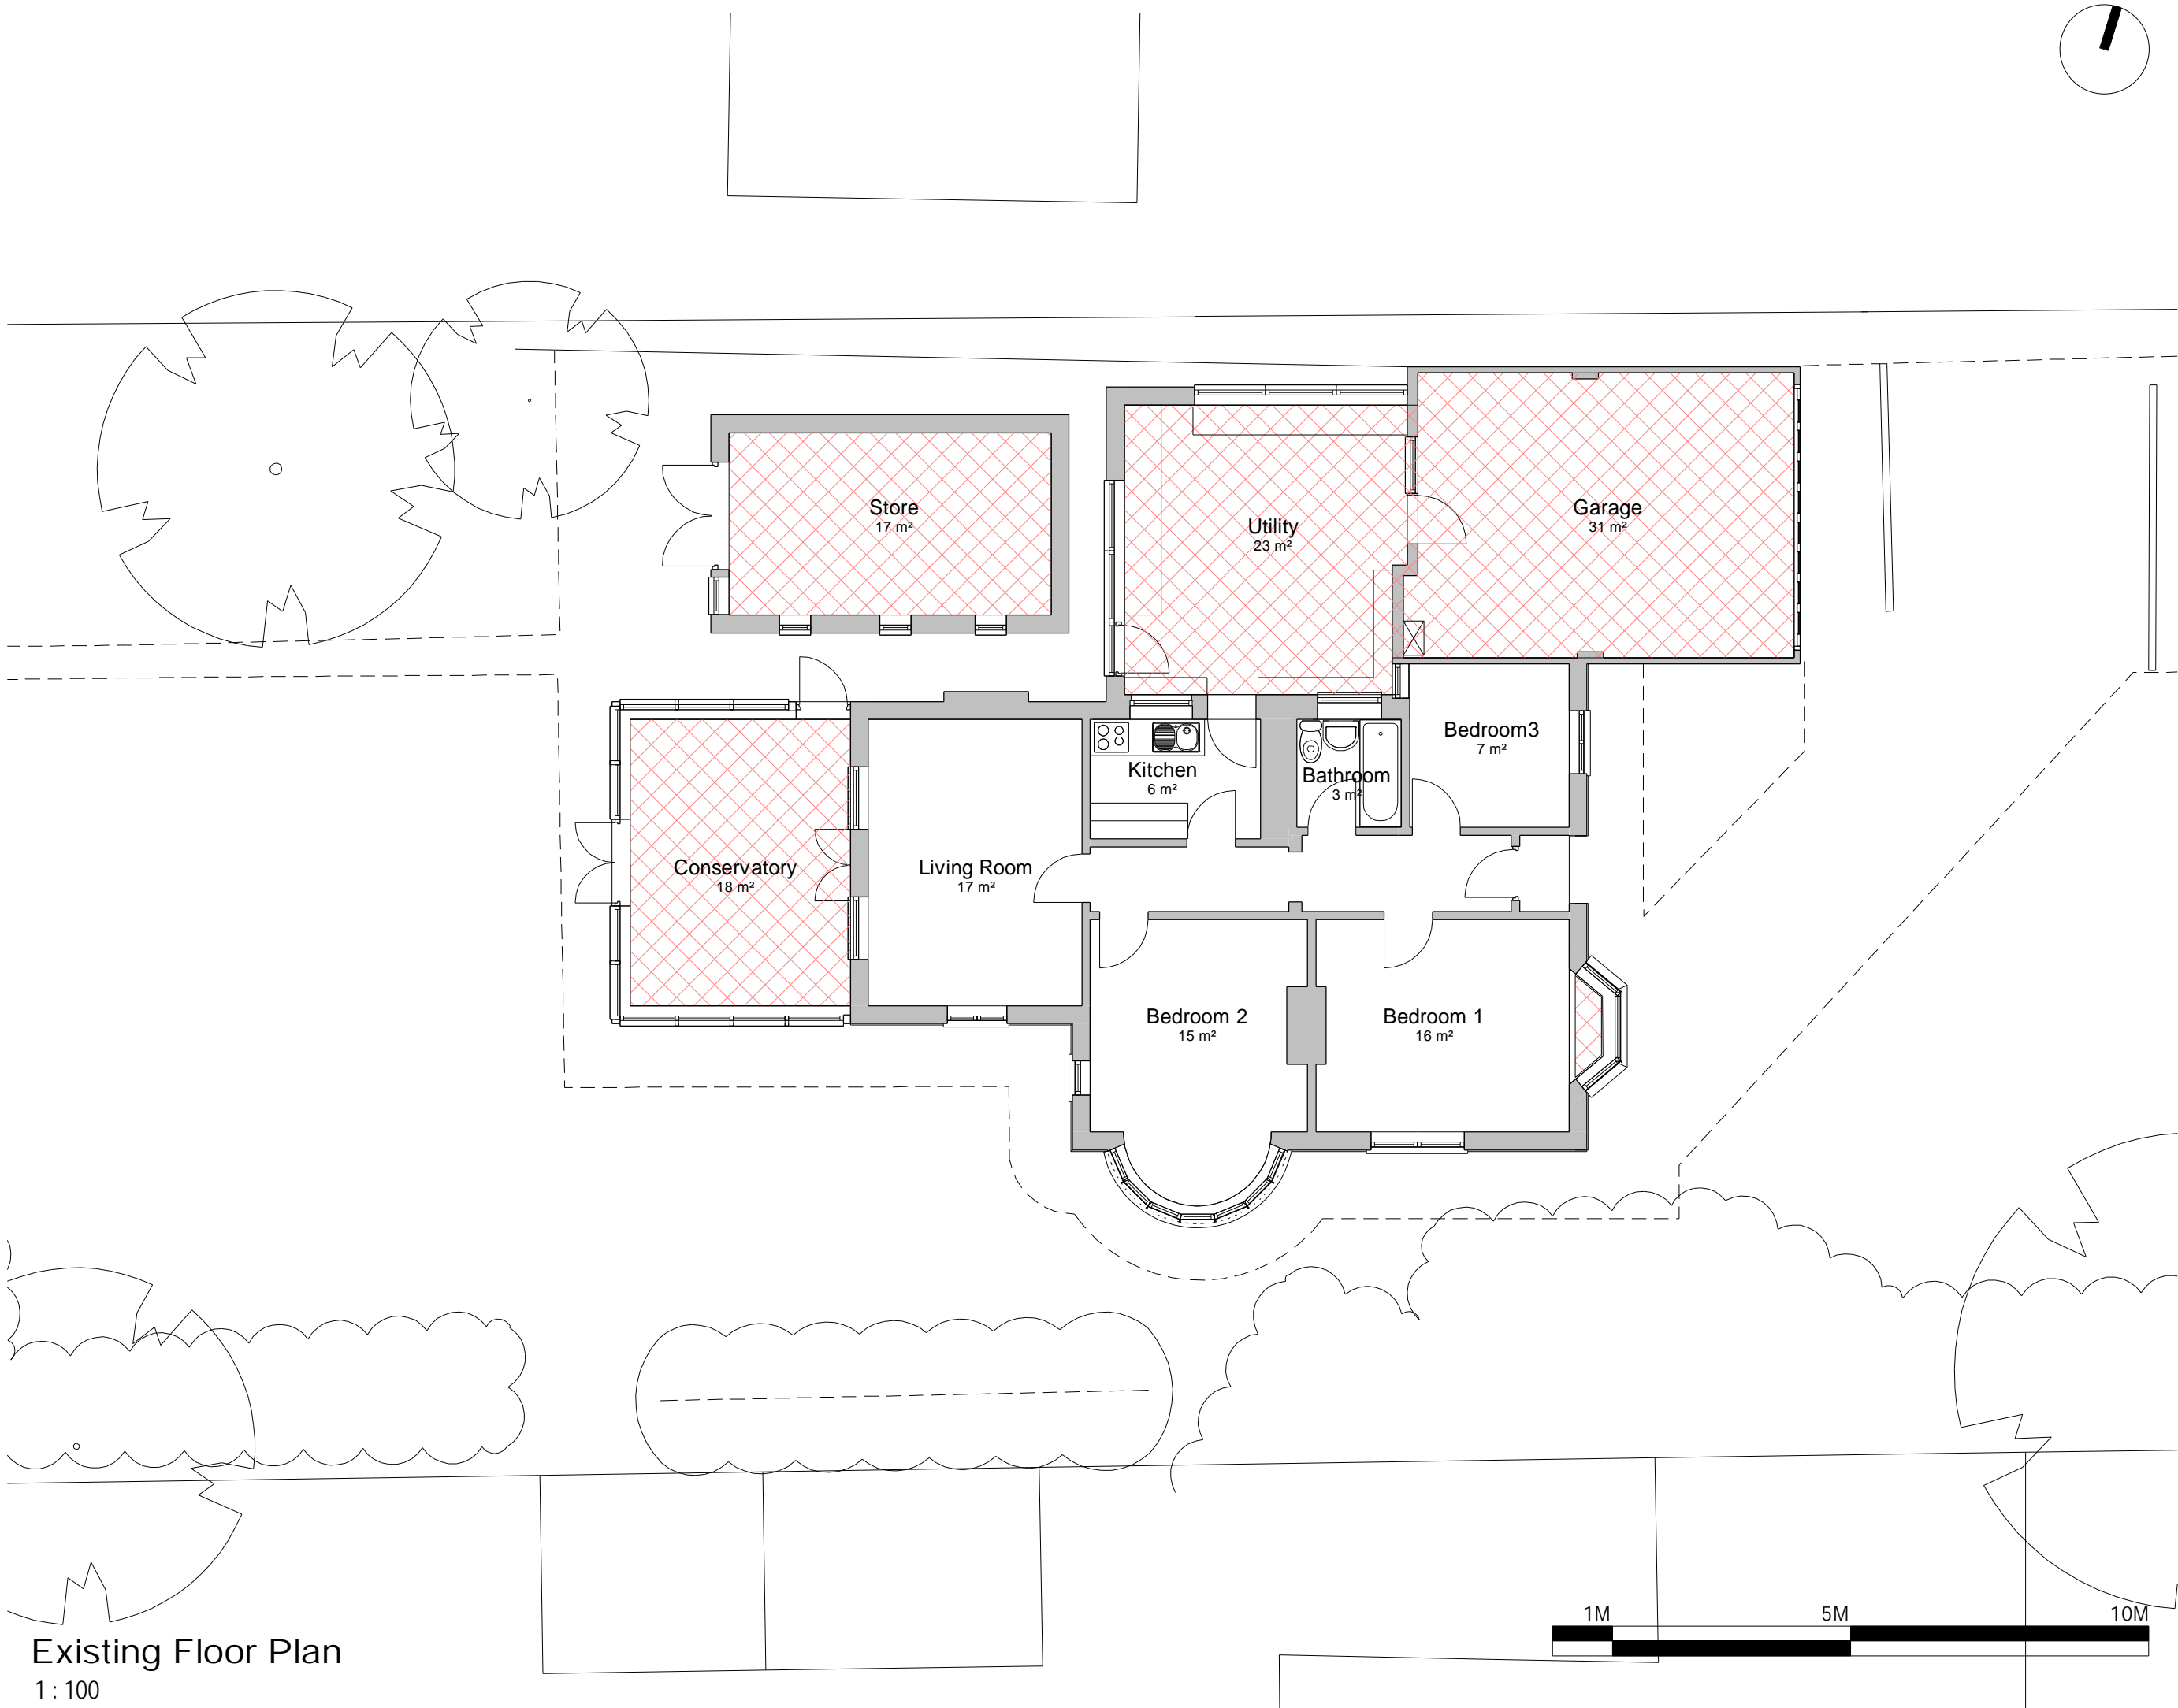 Store
17 m²
Utility
23 m²
Garage
31 m²
Bedroom3
7 m²
Kitchen
6 m²
Bathroom
3 m²
Conservatory
18 m²
Living Room
17 m²
Bedroom 2
15 m²
Bedroom 1
16 m²
1M 5M 10M
Existing Floor Plan
1 : 100